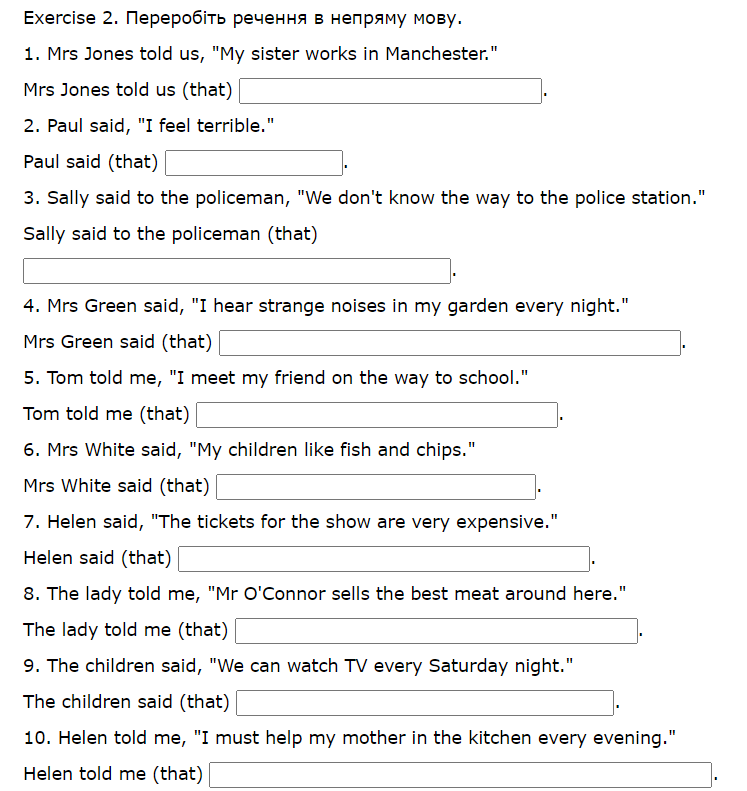 Exercise 2. Переробіть речення в непряму мову.
1. Mrs Jones told us, "My sister works in Manchester."
Mrs Jones told us (that) .
2. Paul said, "I feel terrible."
Paul said (that) .
3. Sally said to the policeman, "We don't know the way to the police station."
Sally said to the policeman (that)
.
4. Mrs Green said, "I hear strange noises in my garden every night."
Mrs Green said (that) .
5. Tom told me, "I meet my friend on the way to school."
Tom told me (that) .
6. Mrs White said, "My children like fish and chips."
Mrs White said (that) .
7. Helen said, "The tickets for the show are very expensive."
Helen said (that) .
8. The lady told me, "Mr O'Connor sells the best meat around here."
The lady told me (that) .
9. The children said, "We can watch TV every Saturday night."
The children said (that) .
10. Helen told me, "I must help my mother in the kitchen every evening."
Helen told me (that) .